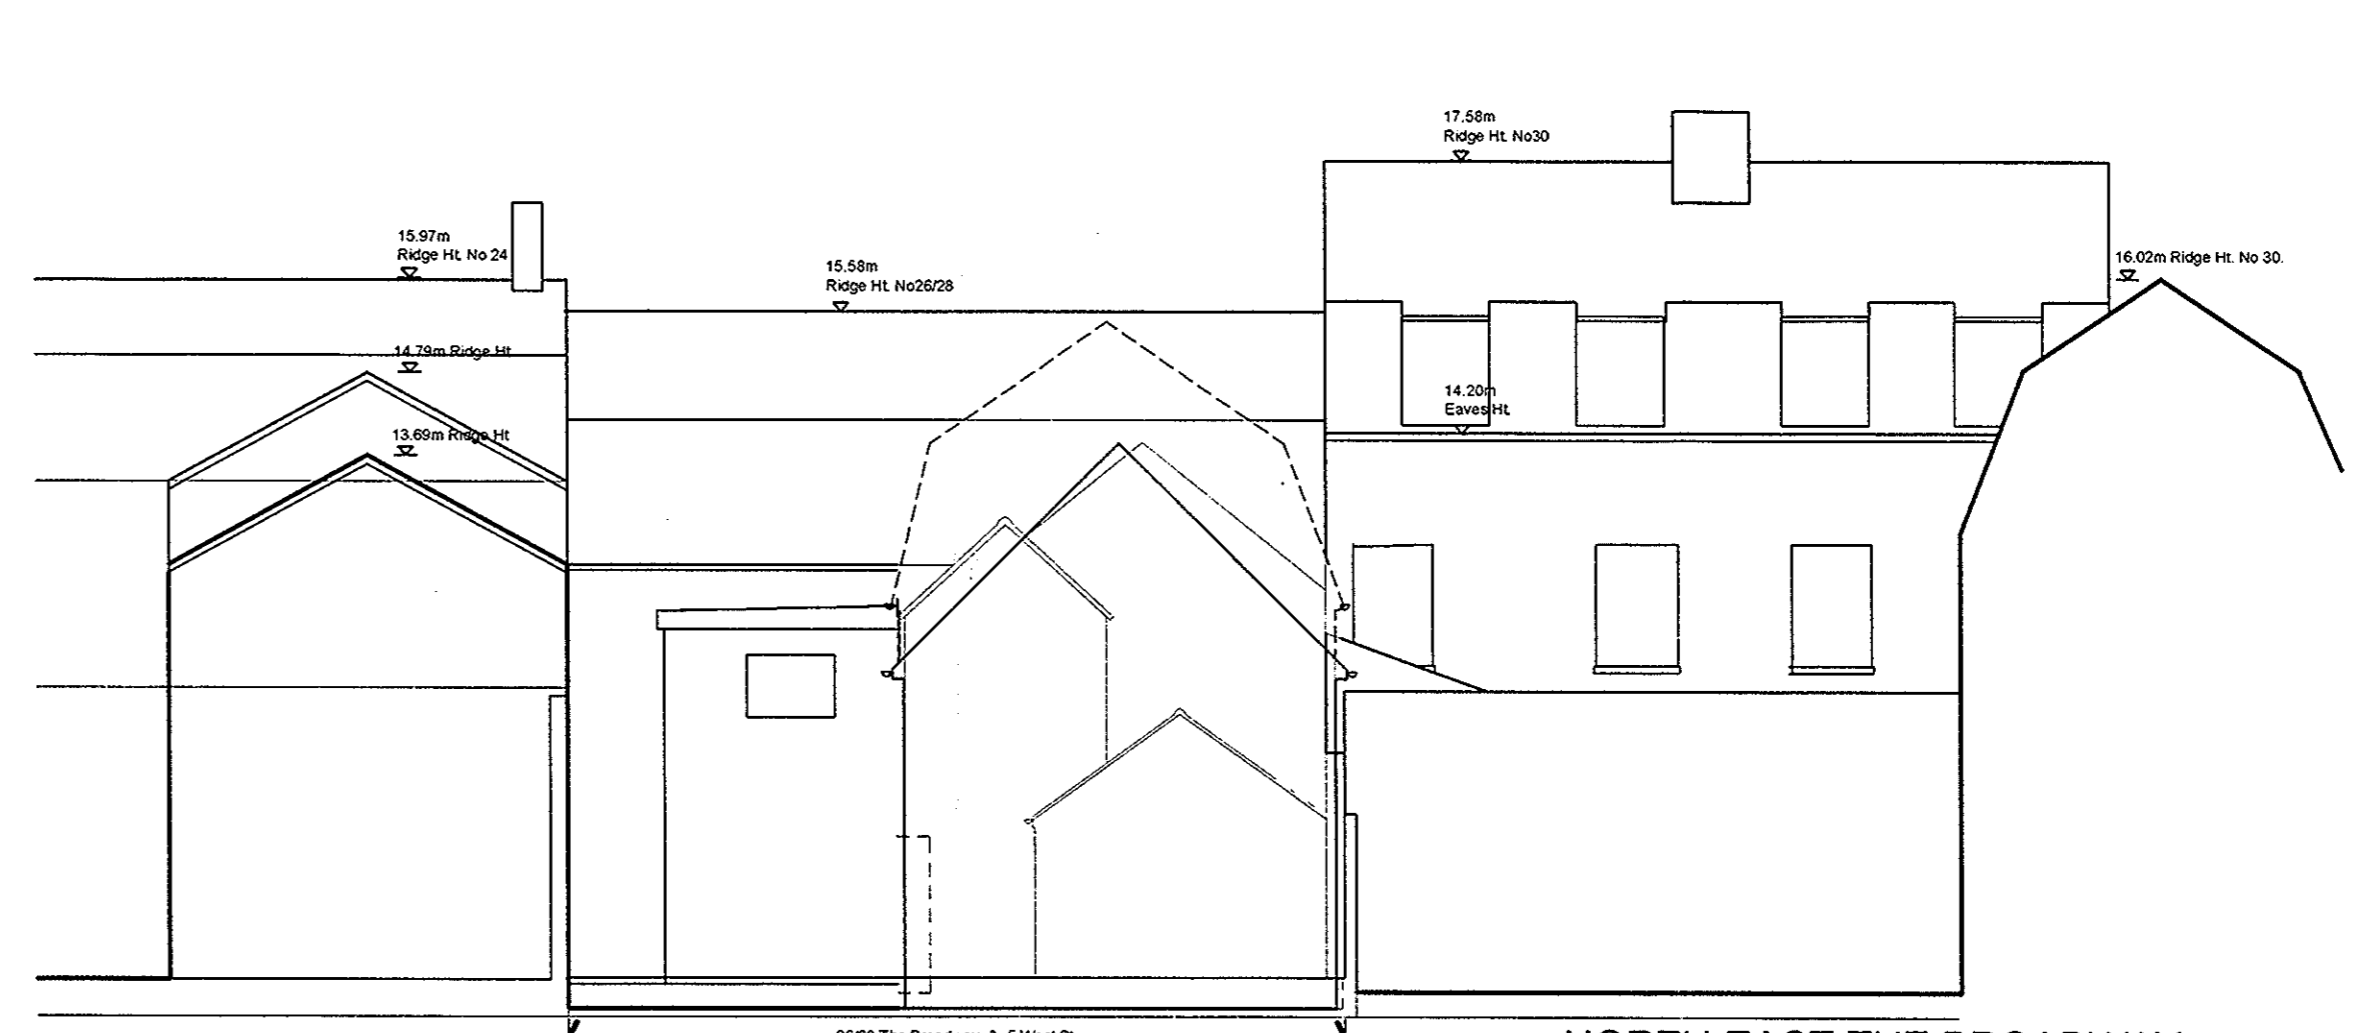 17.58m
Ridge Ht. No30
15.97m
Ridge Ht. No 24
15.58m
Ridge Ht. No26/28
16.02m Ridge Ht. No 30.
14.79m Ridge Ht
14.20m
Eaves Ht.
13.69m Ridge Ht